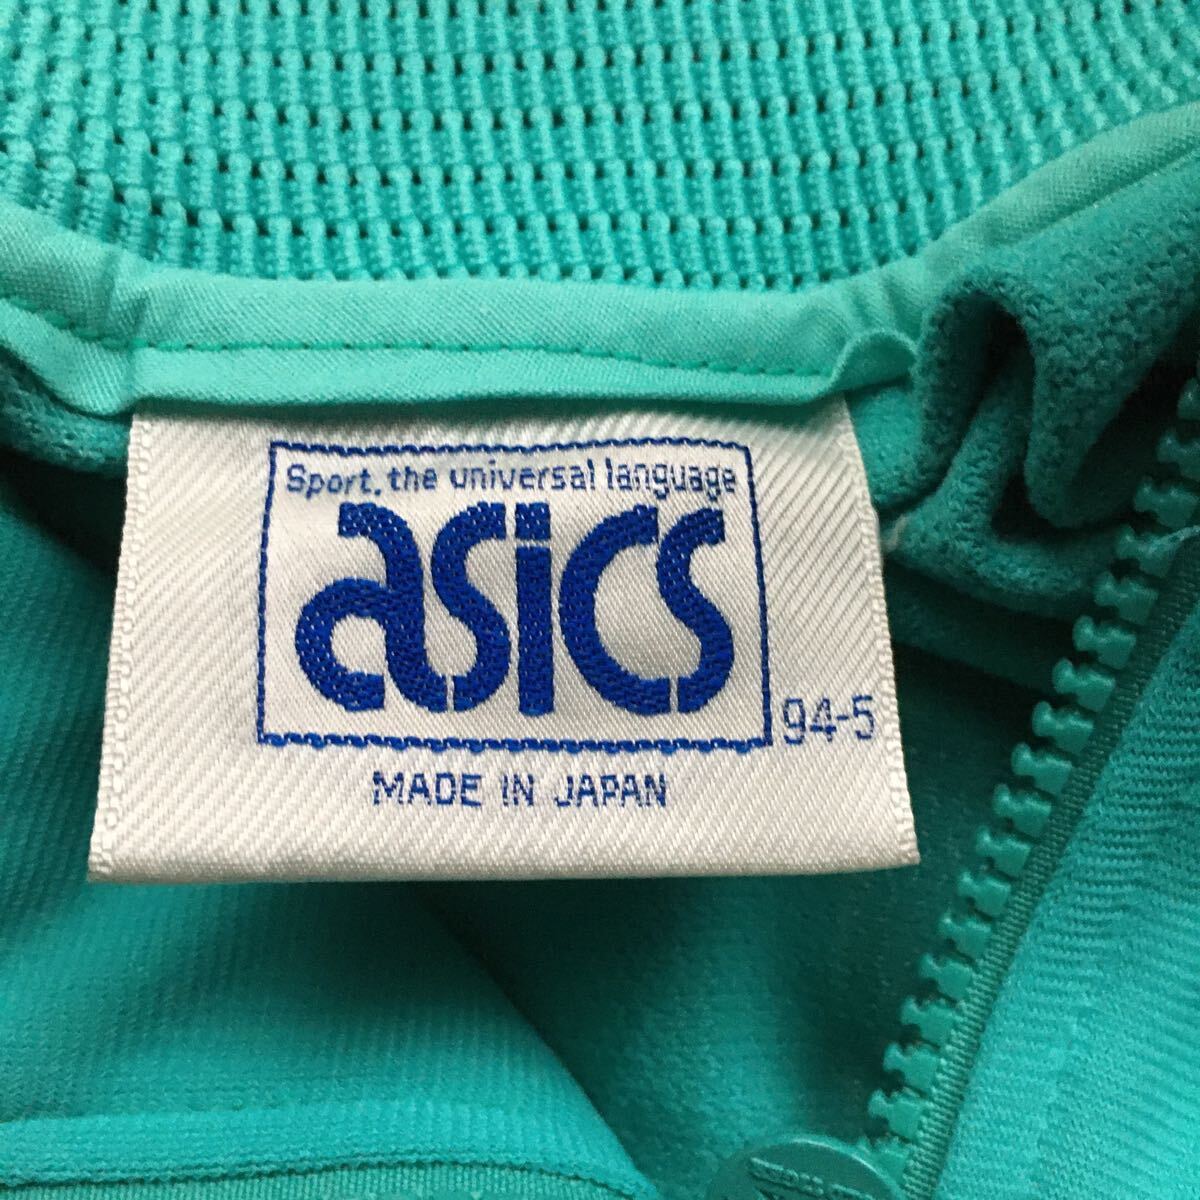 Sport, the universal language
asics
94-5
MADE IN JAPAN